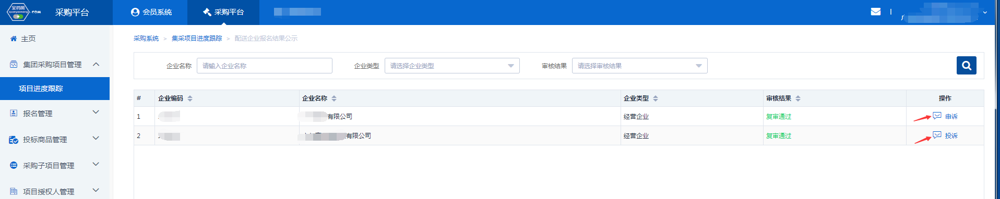 全药网
quanyaowang.COM
采购平台
会员系统
采购平台
主页
集团采购项目管理
项目进度跟踪
报名管理
投标商品管理
采购子项目管理
项目授权人管理
采购系统 > 集采项目进度跟踪 > 配送企业报名结果公示
企业名称 请输入企业名称 企业类型 请选择企业类型 审核结果 请选择审核结果
# 企业编码 企业名称 企业类型 审核结果 操作
1 有限公司 经营企业 复审通过 申诉
2 有限公司 经营企业 复审通过 投诉